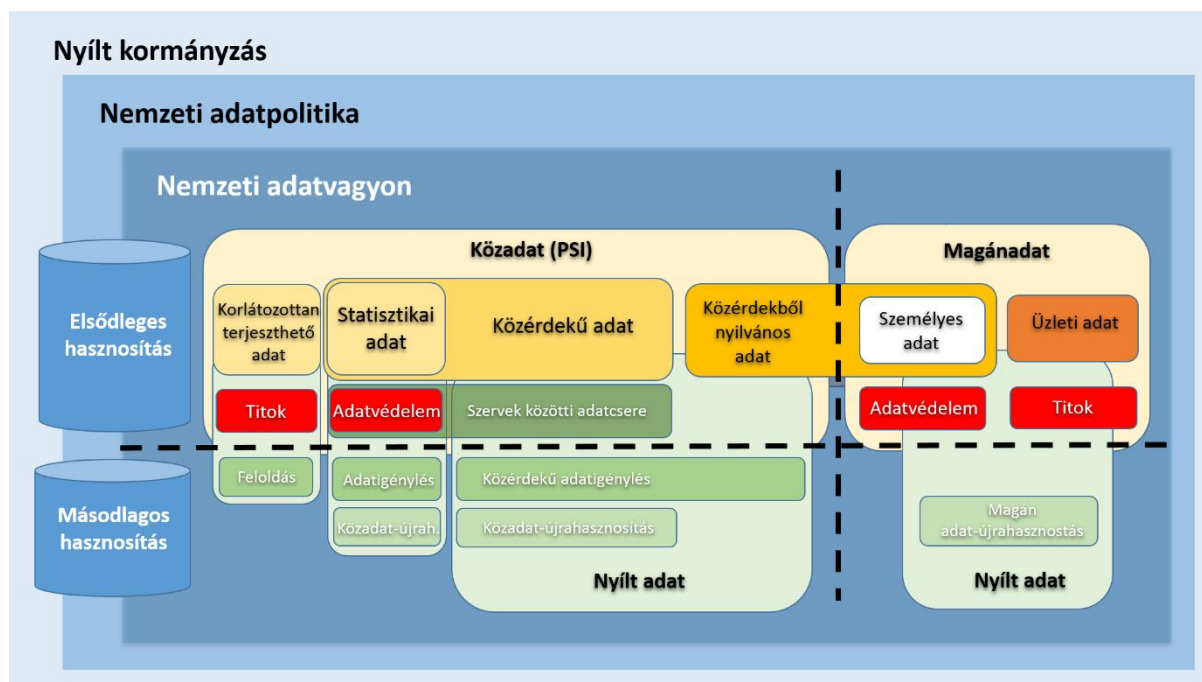 Nyílt kormányzás
Nemzeti adatpolitika
Nemzeti adatvagyon
Elsődleges
hasznosítás
Közadat (PSI)
Korlátozottan
terjeszthető
adat
Statisztikai
adat
Közérdekű adat
Közérdekből
nyilvános
adat
Titok
Adatvédelem
Szervek közötti adatcsere
Magánadat
Személyes
adat
Üzleti adat
Adatvédelem
Titok
Másodlagos
hasznosítás
Feloldás
Adatigénylés
Közérdekű adatigénylés
Közadat-újrah.
Közadat-újrahasznosítás
Nyílt adat
Magán
adat-újrahasznostás
Nyílt adat